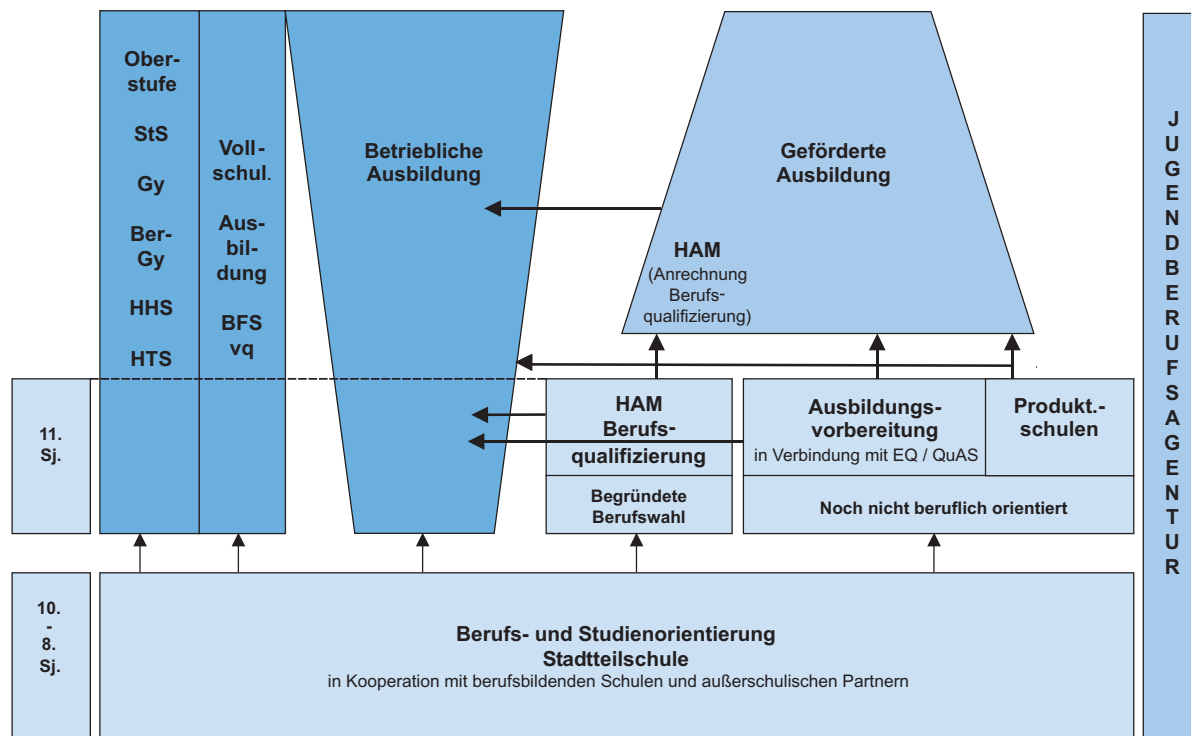 Ober-
stufe
StS
Gy
Ber-
Gy
HHS
HTS
Voll-
schul.
Aus-
bil-
dung
BFS
vq
Betriebliche
Ausbildung
Geförderte
Ausbildung
HAM
(Anrechnung
Berufs-
qualifizierung)
11.
Sj.
HAM
Berufs-
qualifizierung
Begründete
Berufswahl
Ausbildungs-
vorbereitung
in Verbindung mit EQ / QuAS
Produkt.-
schulen
Noch nicht beruflich orientiert
10.
-
8.
Sj.
Berufs- und Studienorientierung
Stadtteilschule
in Kooperation mit berufsbildenden Schulen und außerschulischen Partnern
J
U
G
E
N
D
B
E
R
U
F
S
A
G
E
N
T
U
R